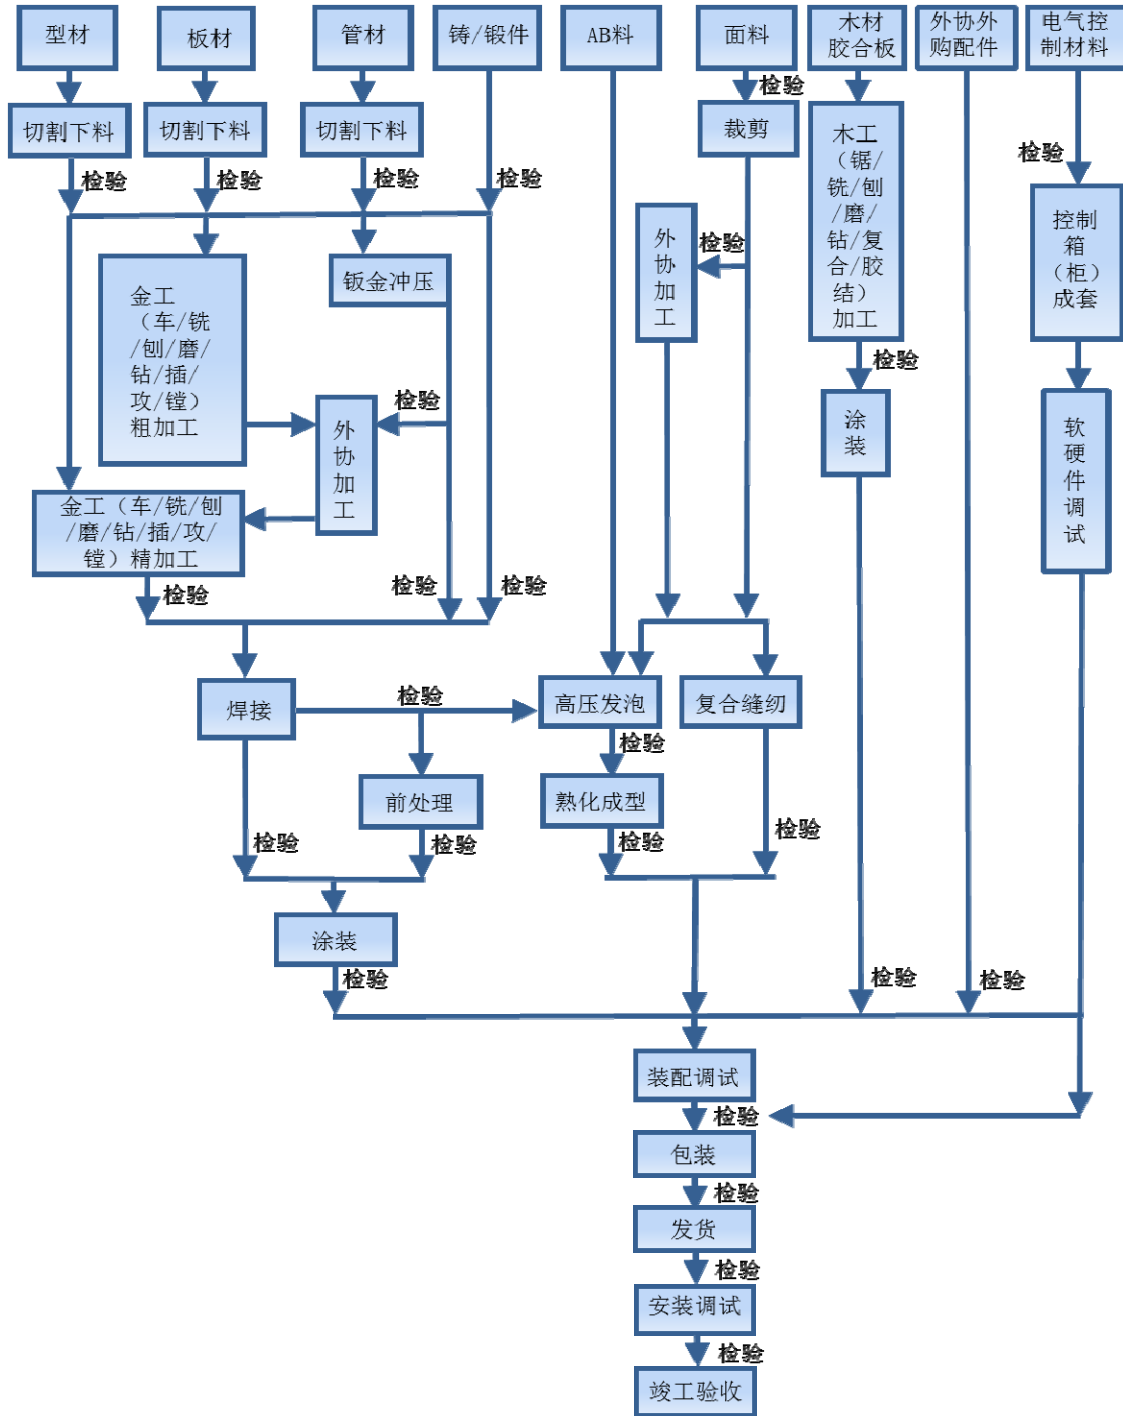 型材
板材
管材
铸/锻件
AB料
面料
木材
胶合板
外协外
购配件
电气控
制材料
检验
切割下料
切割下料
切割下料
裁剪
木工
（锯/
铣/刨
/磨/
钻/复
合/胶
结）
加工
检验
检验
检验
检验
检验
检验
控制
箱
（柜）
成套
外
协
加
工
检验
钣金冲压
金工
（车/铣
/刨/磨/
钻/插/
攻/镗）
粗加工
检验
检验
外
协
加
工
涂
装
软
硬
件
调
试
金工（车/铣/刨
/磨/钻/插/攻/
镗）精加工
检验
检验
检验
焊接
检验
高压发泡
复合缝纫
检验
前处理
熟化成型
检验
检验
检验
检验
涂装
检验
检验
检验
装配调试
检验
包装
检验
发货
检验
安装调试
检验
竣工验收